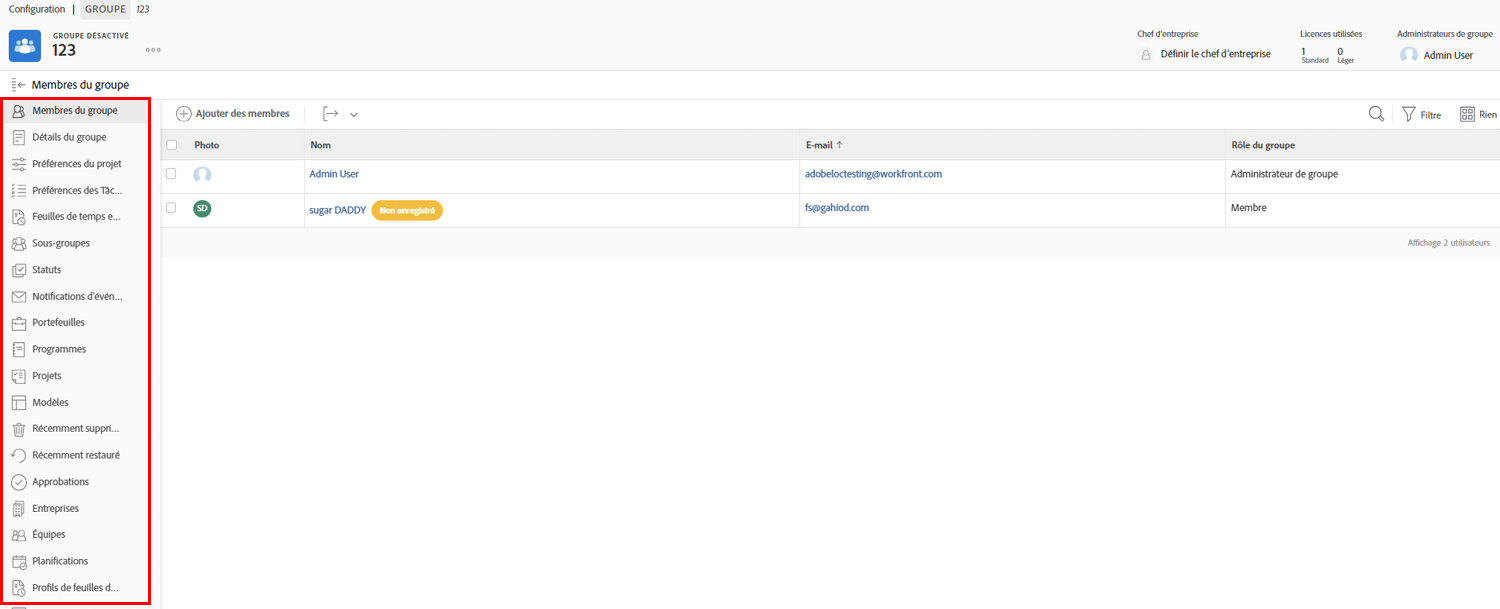 Configuration | GROUPE 123
GROUPE DÉSACTIVÉ
123
Chef d'entreprise
Définir le chef d'entreprise
Licences utilisées
1 0
Standard Léger
Administrateurs de groupe
Admin User
Membres du groupe
Membres du groupe
Détails du groupe
Préférences du projet
Préférences des Tâc...
Feuilles de temps e...
Sous-groupes
Statuts
Notifications d'évén...
Portefeuilles
Programmes
Projets
Modèles
Récemment suppri...
Récemment restauré
Approbations
Entreprises
Équipes
Planifications
Profils de feuilles d...
Ajouter des membres
Filtre
Rien
Photo Nom E-mail Rôle du groupe
Admin User adobeloctesting@workfront.com Administrateur de groupe
SD sugar DADDY Non enregistré fs@gahiod.com Membre
Affichage 2 utilisateurs